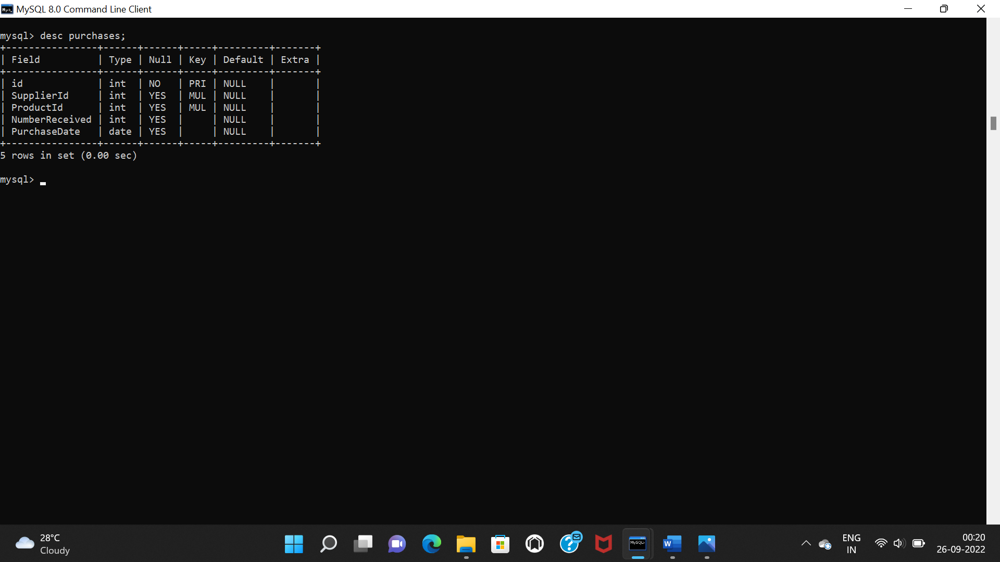 MySQL 8.0 Command Line Client
mysql> desc purchases;
+----------------+------+------+-----+---------+-------+
| Field          | Type | Null | Key | Default | Extra |
+----------------+------+------+-----+---------+-------+
| id             | int  | NO   | PRI | NULL    |       |
| SupplierId     | int  | YES  | MUL | NULL    |       |
| ProductId      | int  | YES  | MUL | NULL    |       |
| NumberReceived | int  | YES  |     | NULL    |       |
| PurchaseDate   | date | YES  |     | NULL    |       |
+----------------+------+------+-----+---------+-------+
5 rows in set (0.00 sec)
mysql>
28°C
Cloudy
MySQL>
W
ENG
IN
00:20
26-09-2022